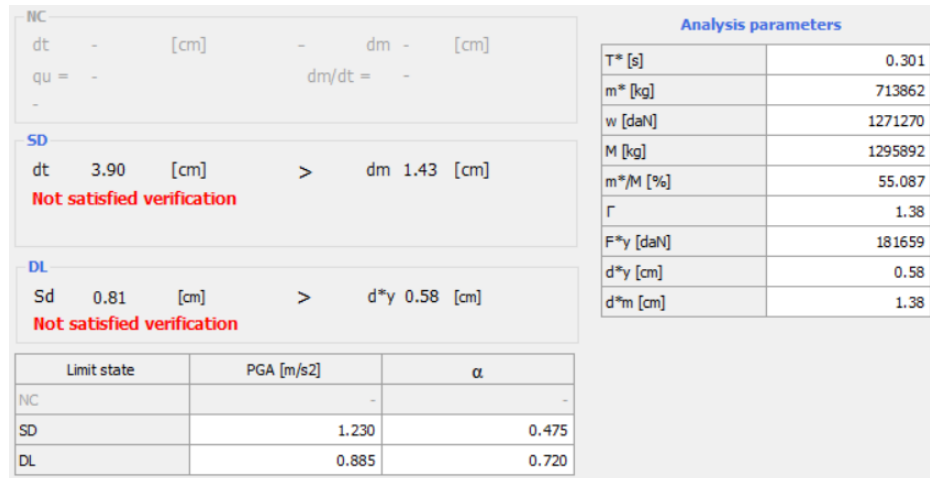 NC
dt - [cm] - dm - [cm]
qu = - dm/dt = -
-
SD
dt 3.90 [cm] > dm 1.43 [cm]
Not satisfied verification
DL
Sd 0.81 [cm] > d*y 0.58 [cm]
Not satisfied verification
Limit state PGA [m/s2] α
NC - -
SD 1.230 0.475
DL 0.885 0.720
Analysis parameters
T* [s] 0.301
m* [kg] 713862
w [daN] 1271270
M [kg] 1295892
m*/M [%] 55.087
Γ 1.38
F*y [daN] 181659
d*y [cm] 0.58
d*m [cm] 1.38